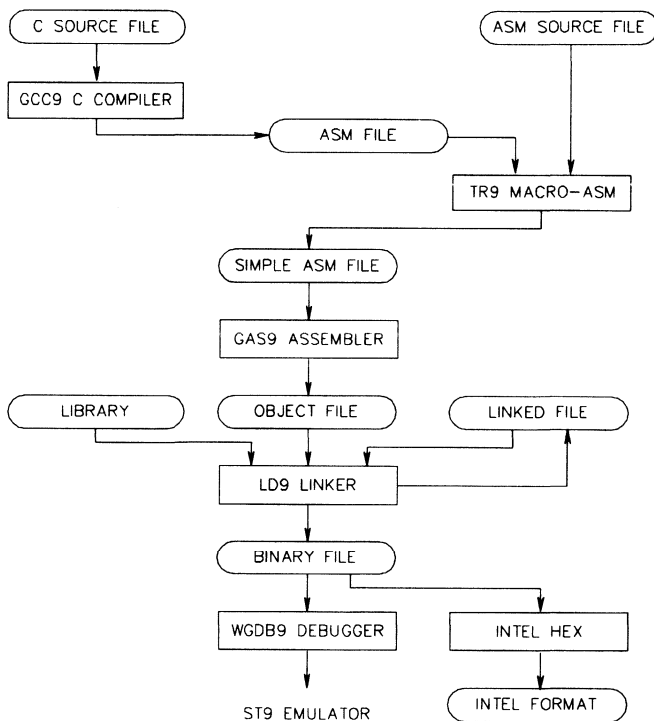 C SOURCE FILE
ASM SOURCE FILE
GCC9 C COMPILER
ASM FILE
TR9 MACRO-ASM
SIMPLE ASM FILE
GAS9 ASSEMBLER
LIBRARY
OBJECT FILE
LINKED FILE
LD9 LINKER
BINARY FILE
WGDB9 DEBUGGER
INTEL HEX
ST9 EMULATOR
INTEL FORMAT